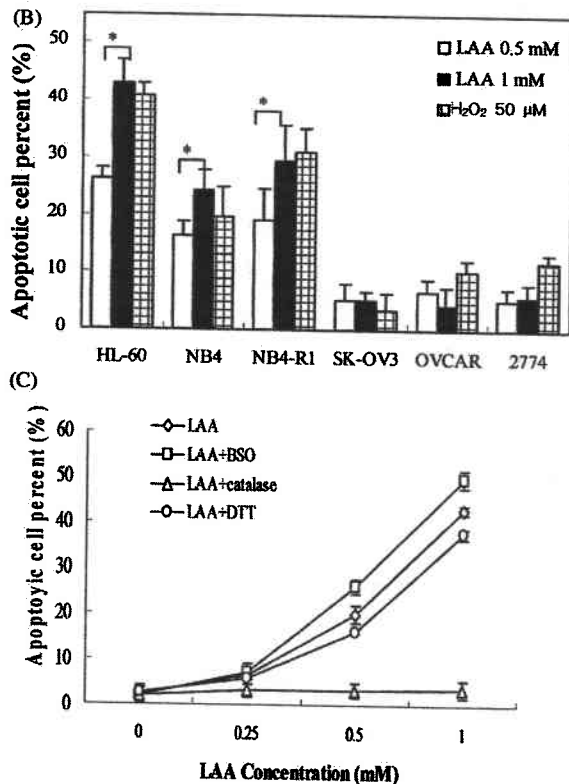 (B)
50
40
30
20
10
0
Apoptotic cell percent (%)
*
*
*
LAA 0.5 mM
LAA 1 mM
H₂O₂ 50 μM
HL-60 NB4 NB4-R1 SK-OV3 OVCAR 2774
(C)
60
50
40
30
20
10
0
Apoptoyic cell percent (%)
LAA
LAA+BSO
LAA+catalase
LAA+DTT
0 0.25 0.5 1
LAA Concentration (mM)